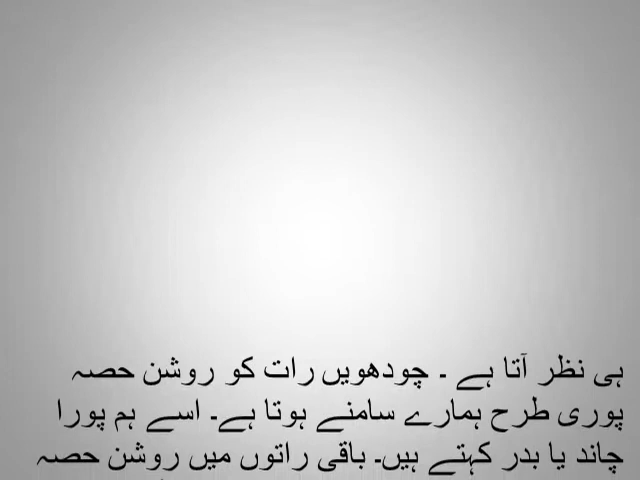 ہی نظر آتا ہے ۔ چودھویں رات کو روشن حصہ
پوری طرح ہمارے سامنے ہوتا ہے۔ اسے ہم پورا
چاند یا بدر کہتے ہیں۔ باقی راتوں میں روشن حصہ